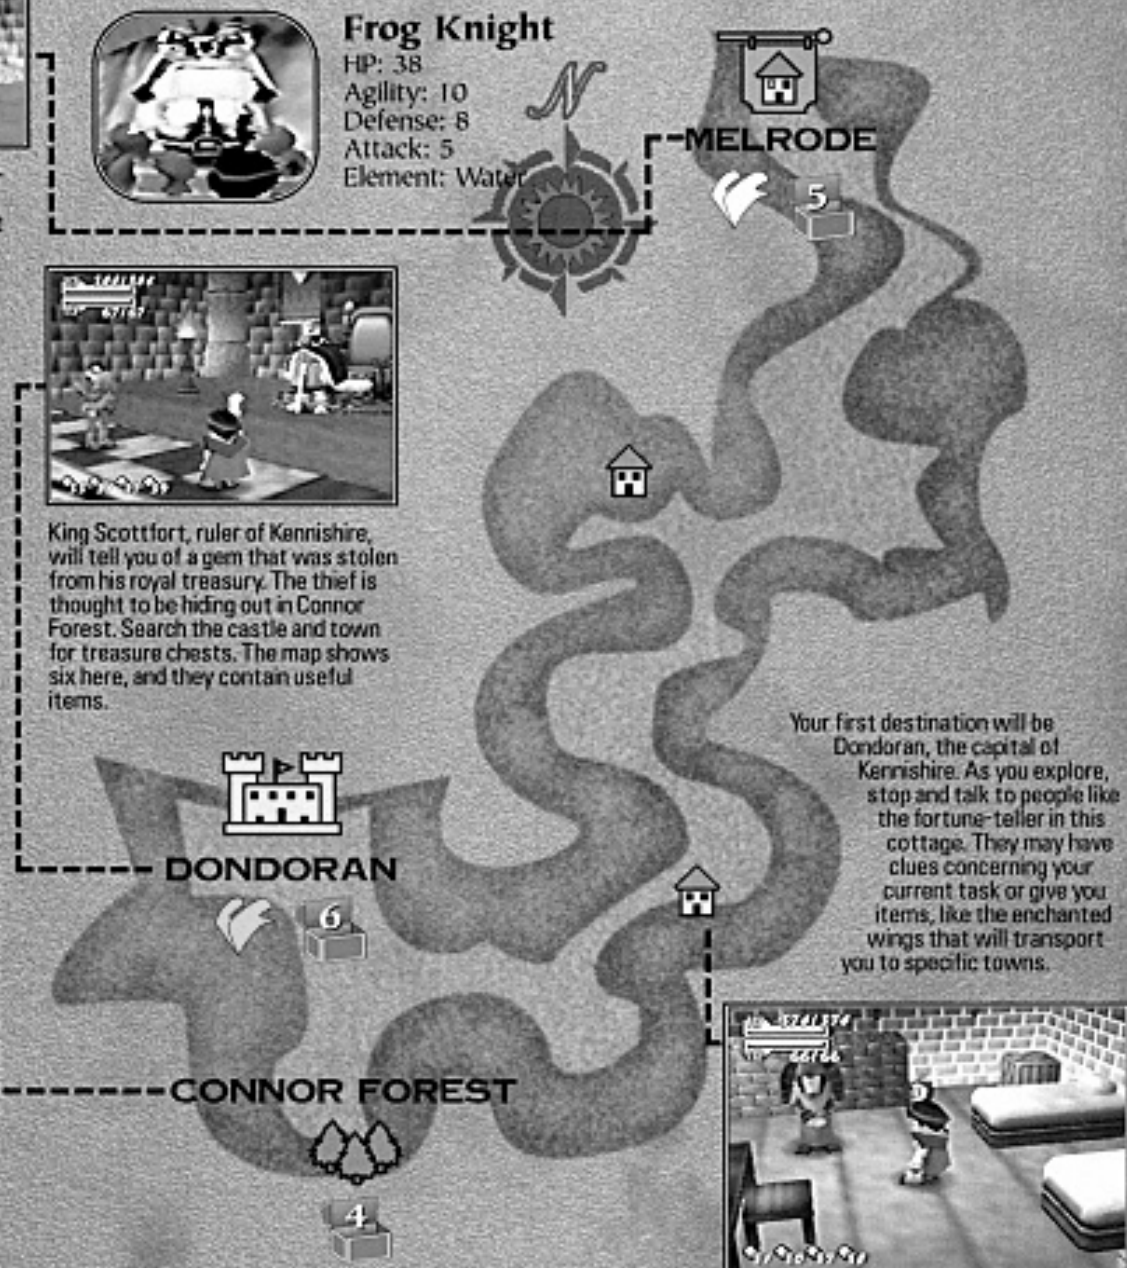 Frog Knight
HP: 38
Agility: 10
Defense: 8
Attack: 5
Element: Water
N
MELRODE
5
King Scottfort, ruler of Kennishire,
will tell you of a gem that was stolen
from his royal treasury. The thief is
thought to be hiding out in Connor
Forest. Search the castle and town
for treasure chests. The map shows
six here, and they contain useful
items.
Your first destination will be
Dondoran, the capital of
Kennishire. As you explore,
stop and talk to people like
the fortune-teller in this
cottage. They may have
clues concerning your
current task or give you
items, like the enchanted
wings that will transport
you to specific towns.
DONDORAN
6
CONNOR FOREST
4
67/67
66/66